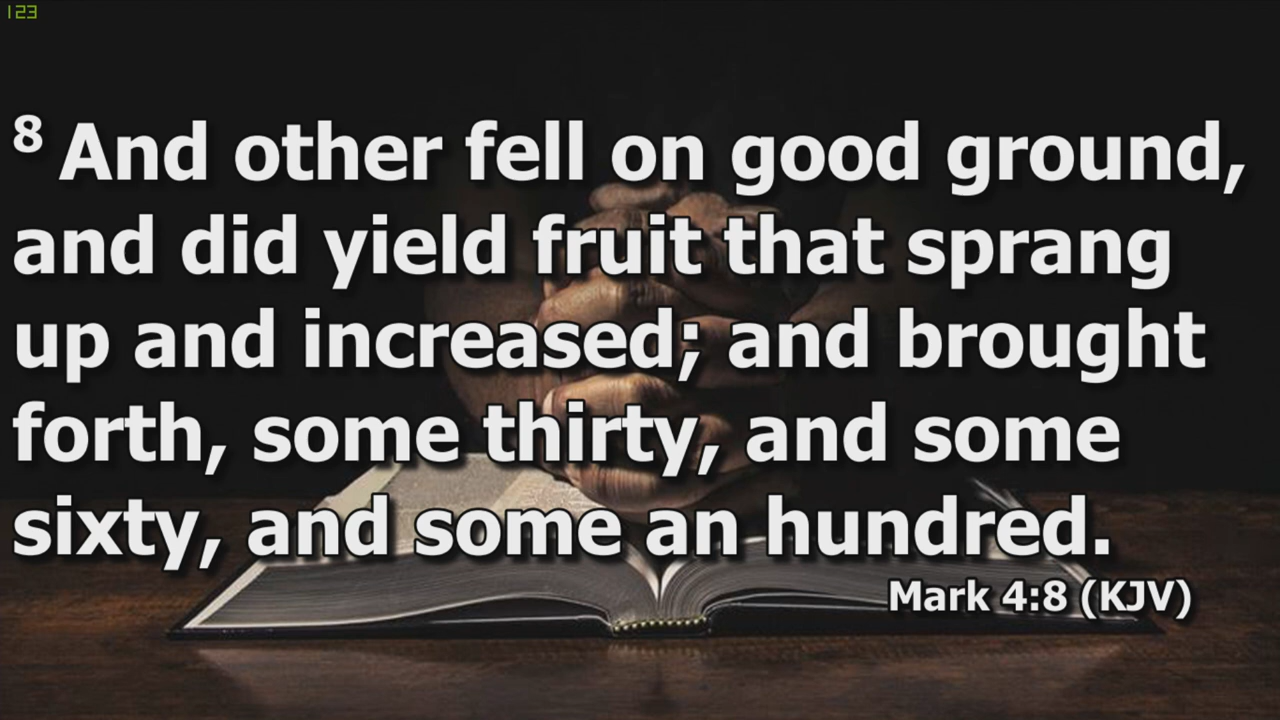 123
8 And other fell on good ground,
and did yield fruit that sprang
up and increased; and brought
forth, some thirty, and some
sixty, and some an hundred.
Mark 4:8 (KJV)